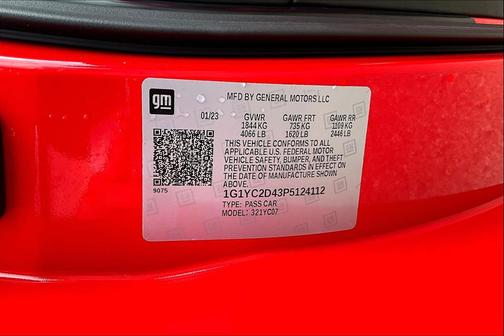 gm
MFD BY GENERAL MOTORS LLC
01/23 GVWR GAWR FRT GAWR RR
1844 KG 735 KG 1109 KG
4066 LB 1620 LB 2446 LB
THIS VEHICLE CONFORMS TO ALL
APPLICABLE U.S. FEDERAL MOTOR
VEHICLE SAFETY, BUMPER, AND THEFT
PREVENTION STANDARDS IN EFFECT ON
THE DATE OF MANUFACTURE SHOWN
ABOVE.
9075
1G1YC2D43P5124112
TYPE: PASS CAR
MODEL: 321YC07